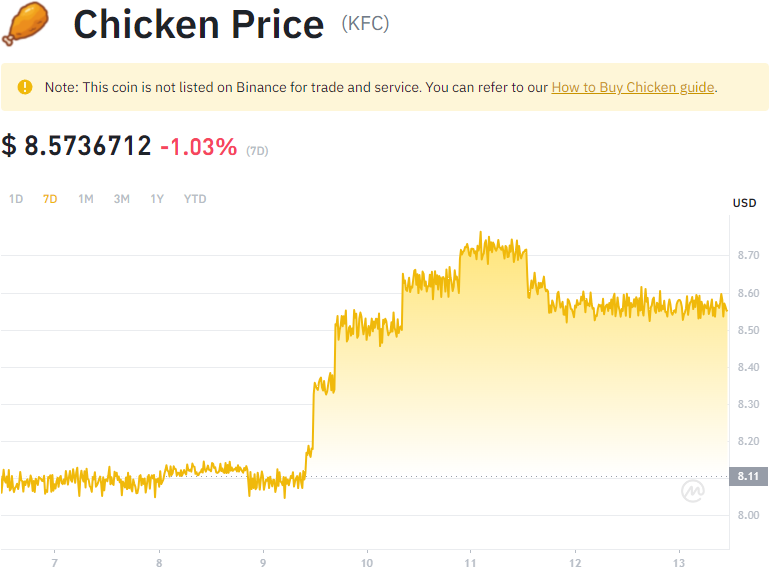 Chicken Price (KFC)
Note: This coin is not listed on Binance for trade and service. You can refer to our How to Buy Chicken guide.
$ 8.5736712 -1.03% (7D)
1D 7D 1M 3M 1Y YTD
USD
8.70
8.60
8.50
8.40
8.30
8.20
8.11
8.00
7 8 9 10 11 12 13